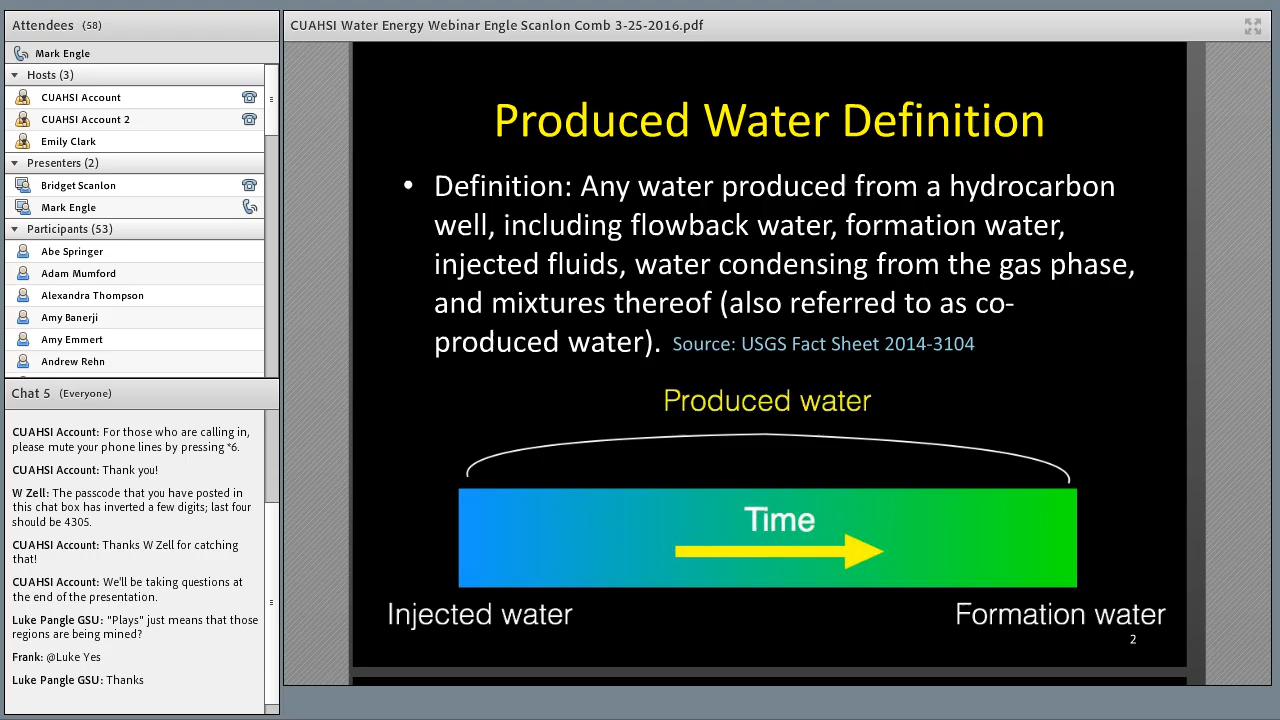 Attendees (58)
Mark Engle
Hosts (3)
CUAHSI Account
CUAHSI Account 2
Emily Clark
Presenters (2)
Bridget Scanlon
Mark Engle
Participants (53)
Abe Springer
Adam Mumford
Alexandra Thompson
Amy Banerji
Amy Emmert
Andrew Rehn
Chat 5 (Everyone)
CUAHSI Account: For those who are calling in,
please mute your phone lines by pressing *6.
CUAHSI Account: Thank you!
W Zell: The passcode that you have posted in
this chat box has inverted a few digits; last four
should be 4305.
CUAHSI Account: Thanks W Zell for catching
that!
CUAHSI Account: We'll be taking questions at
the end of the presentation.
Luke Pangle GSU: "Plays" just means that those
regions are being mined?
Frank: @Luke Yes
Luke Pangle GSU: Thanks
CUAHSI Water Energy Webinar Engle Scanlon Comb 3-25-2016.pdf
Produced Water Definition
• Definition: Any water produced from a hydrocarbon
well, including flowback water, formation water,
injected fluids, water condensing from the gas phase,
and mixtures thereof (also referred to as co-
produced water). Source: USGS Fact Sheet 2014-3104
Produced water
Time
Injected water Formation water
2